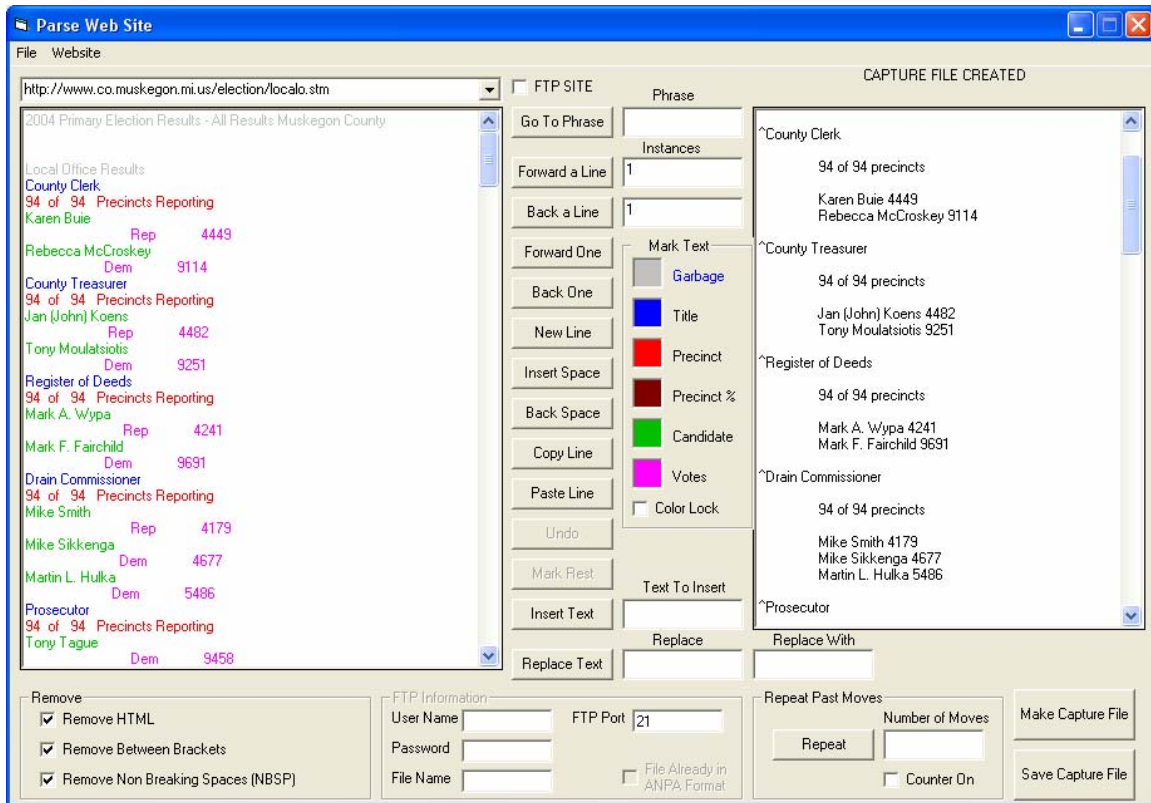 Parse Web Site
File Website
http://www.co.muskegon.mi.us/election/localo.stm
FTP SITE
CAPTURE FILE CREATED
2004 Primary Election Results - All Results Muskegon County
Local Office Results
County Clerk
94 of 94 Precincts Reporting
Karen Buie
Rep 4449
Rebecca McCroskey
Dem 9114
County Treasurer
94 of 94 Precincts Reporting
Jan (John) Koens
Rep 4482
Tony Moulatsiotis
Dem 9251
Register of Deeds
94 of 94 Precincts Reporting
Mark A. Wypa
Rep 4241
Mark F. Fairchild
Dem 9691
Drain Commissioner
94 of 94 Precincts Reporting
Mike Smith
Rep 4179
Mike Sikkenga
Dem 4677
Martin L. Hulka
Dem 5486
Prosecutor
94 of 94 Precincts Reporting
Tony Tague
Dem 9458
Phrase
Go To Phrase
Instances
Forward a Line 1
Back a Line 1
Forward One
Back One
New Line
Insert Space
Back Space
Copy Line
Paste Line
Undo
Mark Rest
Mark Text
Garbage
Title
Precinct
Precinct %
Candidate
Votes
Color Lock
Text To Insert
Insert Text
Replace Replace With
Replace Text
^County Clerk
94 of 94 precincts
Karen Buie 4449
Rebecca McCroskey 9114
^County Treasurer
94 of 94 precincts
Jan (John) Koens 4482
Tony Moulatsiotis 9251
^Register of Deeds
94 of 94 precincts
Mark A. Wypa 4241
Mark F. Fairchild 9691
^Drain Commissioner
94 of 94 precincts
Mike Smith 4179
Mike Sikkenga 4677
Martin L. Hulka 5486
^Prosecutor
Remove
Remove HTML
Remove Between Brackets
Remove Non Breaking Spaces (NBSP)
FTP Information
User Name
Password
File Name
FTP Port 21
File Already in
ANPA Format
Repeat Past Moves
Number of Moves
Repeat
Counter On
Make Capture File
Save Capture File